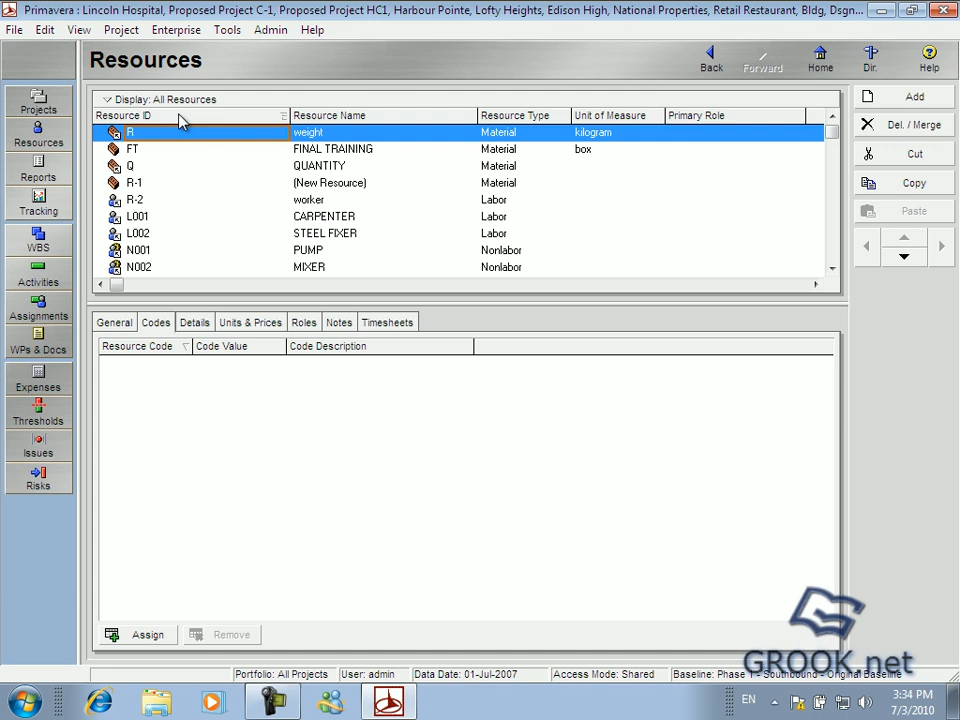 Primavera : Lincoln Hospital, Proposed Project C-1, Proposed Project HC1, Harbour Pointe, Lofty Heights, Edison High, National Properties, Retail Restaurant, Bldg, Dsgn...
File Edit View Project Enterprise Tools Admin Help
Resources
Back Forward Home Dir. Help
Display: All Resources
Resource ID Resource Name Resource Type Unit of Measure Primary Role
R weight Material kilogram
FT FINAL TRAINING Material box
Q QUANTITY Material
R-1 (New Resource) Material
R-2 worker Labor
L001 CARPENTER Labor
L002 STEEL FIXER Labor
N001 PUMP Nonlabor
N002 MIXER Nonlabor
Projects
Resources
Reports
Tracking
WBS
Activities
Assignments
WPs & Docs
Expenses
Thresholds
Issues
Risks
Add
Del. / Merge
Cut
Copy
Paste
General Codes Details Units & Prices Roles Notes Timesheets
Resource Code Code Value Code Description
Assign Remove
GROOK.net
Portfolio: All Projects User: admin Data Date: 01-Jul-2007 Access Mode: Shared Baseline: Phase 1 - Southbound - Original Baseline
EN
3:34 PM
7/3/2010